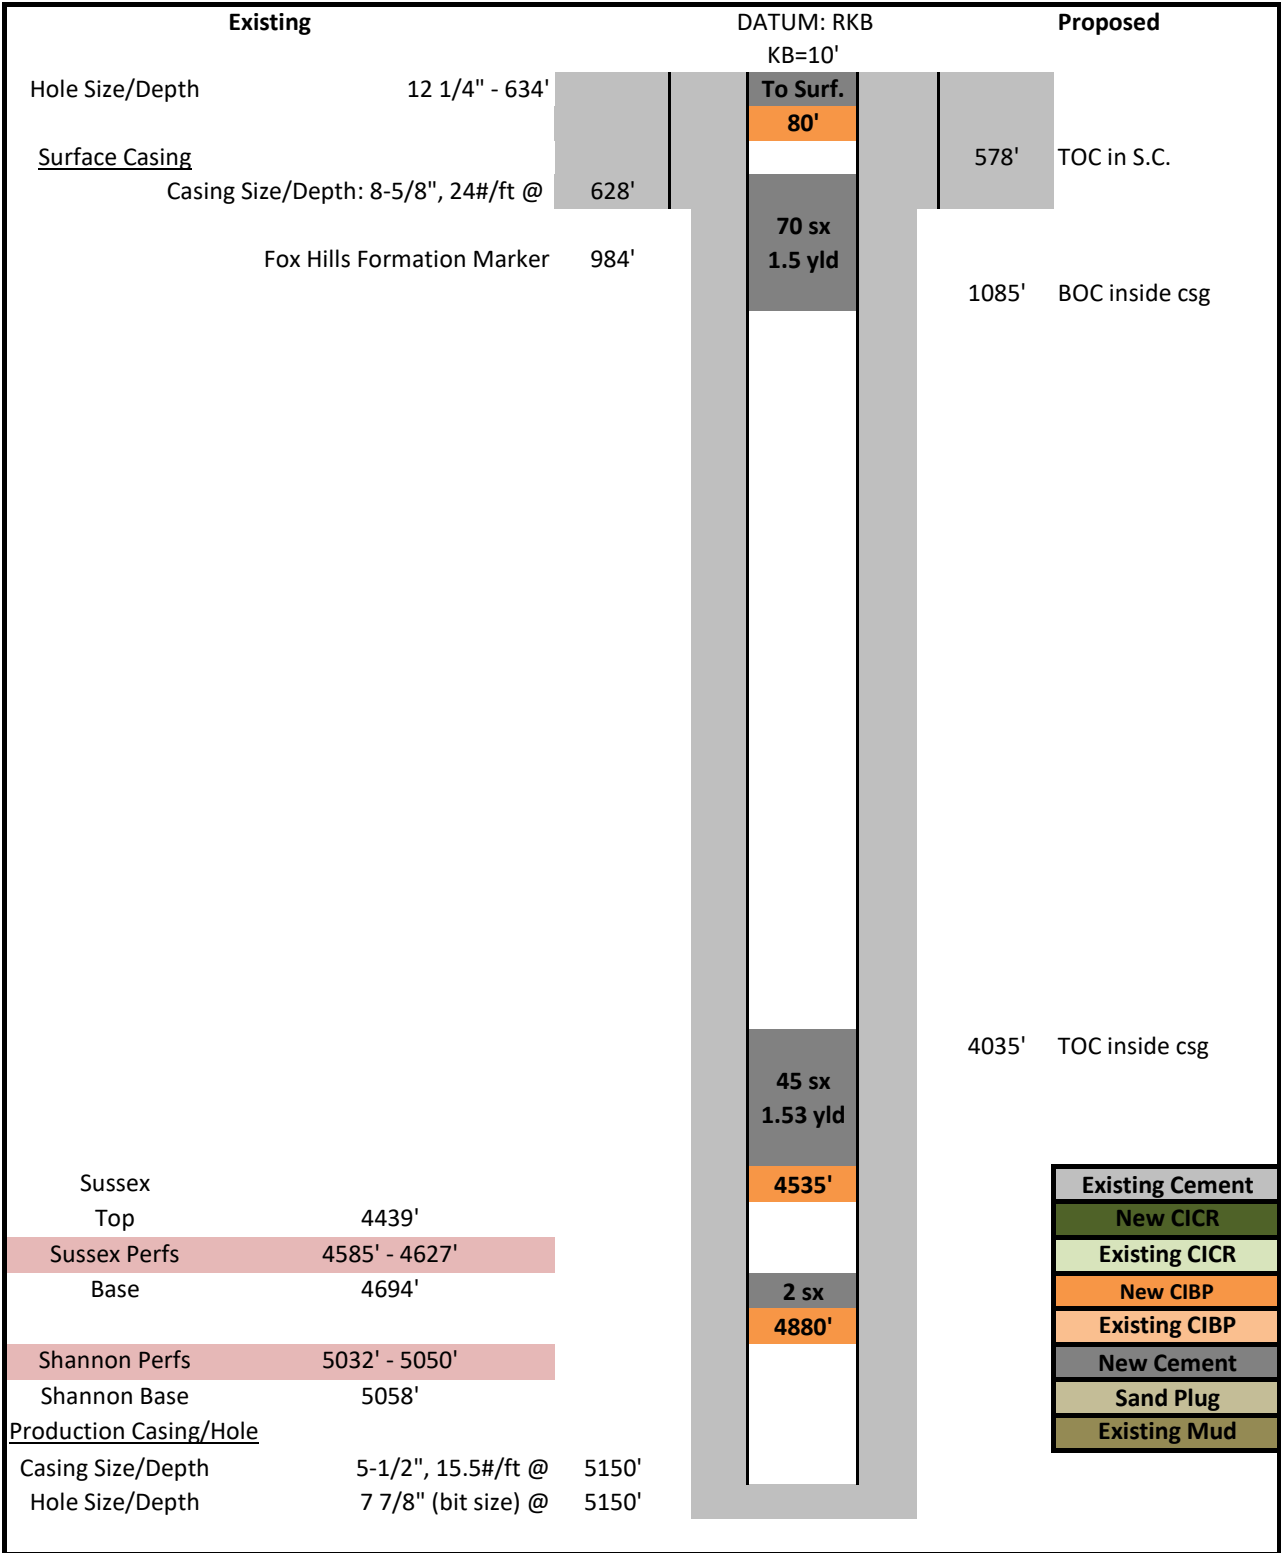 Existing DATUM: RKB Proposed
KB=10'
Hole Size/Depth 12 1/4" - 634' To Surf.
80'
Surface Casing 578' TOC in S.C.
Casing Size/Depth: 8-5/8", 24#/ft @ 628'
70 sx
Fox Hills Formation Marker 984' 1.5 yld
1085' BOC inside csg
4035' TOC inside csg
45 sx
1.53 yld
Sussex 4535' Existing Cement
Top 4439' New CICR
Sussex Perfs 4585' - 4627' Existing CICR
Base 4694' 2 sx New CIBP
4880' Existing CIBP
Shannon Perfs 5032' - 5050' New Cement
Shannon Base 5058' Sand Plug
Production Casing/Hole Existing Mud
Casing Size/Depth 5-1/2", 15.5#/ft @ 5150'
Hole Size/Depth 7 7/8" (bit size) @ 5150'